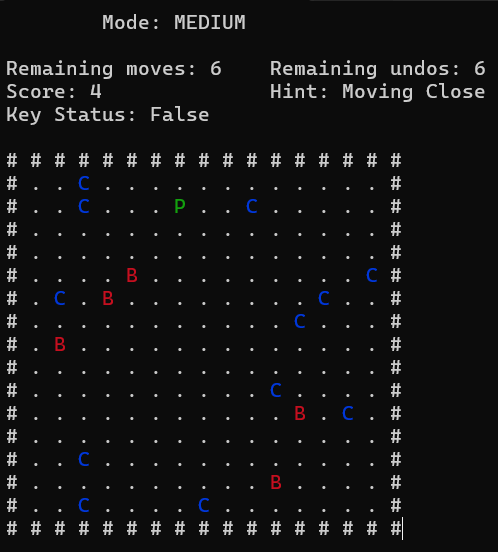 Mode: MEDIUM
Remaining moves: 6    Remaining undos: 6
Score: 4              Hint: Moving Close
Key Status: False
# # # # # # # # # # # # # # # # #
# . . C . . . . . . . . . . . . #
# . . C . . . P . . C . . . . . #
# . . . . . . . . . . . . . . . #
# . . . . . . . . . . . . . . . #
# . . . . B . . . . . . . . . C #
# . C . B . . . . . . . . C . . #
# . . . . . . . . . . . C . . . #
# . B . . . . . . . . . . . . . #
# . . . . . . . . . . . . . . . #
# . . . . . . . . . . C . . . . #
# . . . . . . . . . . . B . C . #
# . . . . . . . . . . . . . . . #
# . . C . . . . . . . . . . . . #
# . . . . . . . . . . B . . . . #
# . . C . . . . C . . . . . . . #
# # # # # # # # # # # # # # # # #